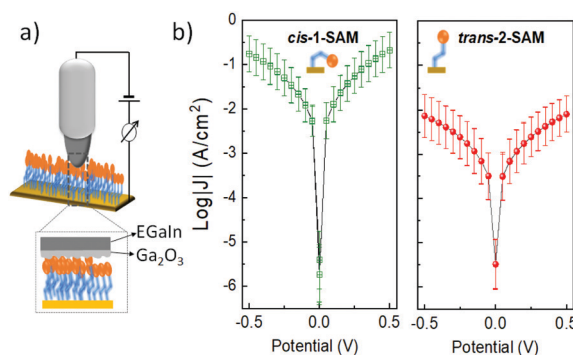 a)
EGaIn
Ga₂O₃
b)
Log|J| (A/cm²)
0
-1
-2
-3
-4
-5
-6
cis-1-SAM
-0.5 0.0 0.5
Potential (V)
trans-2-SAM
-0.5 0.0 0.5
Potential (V)